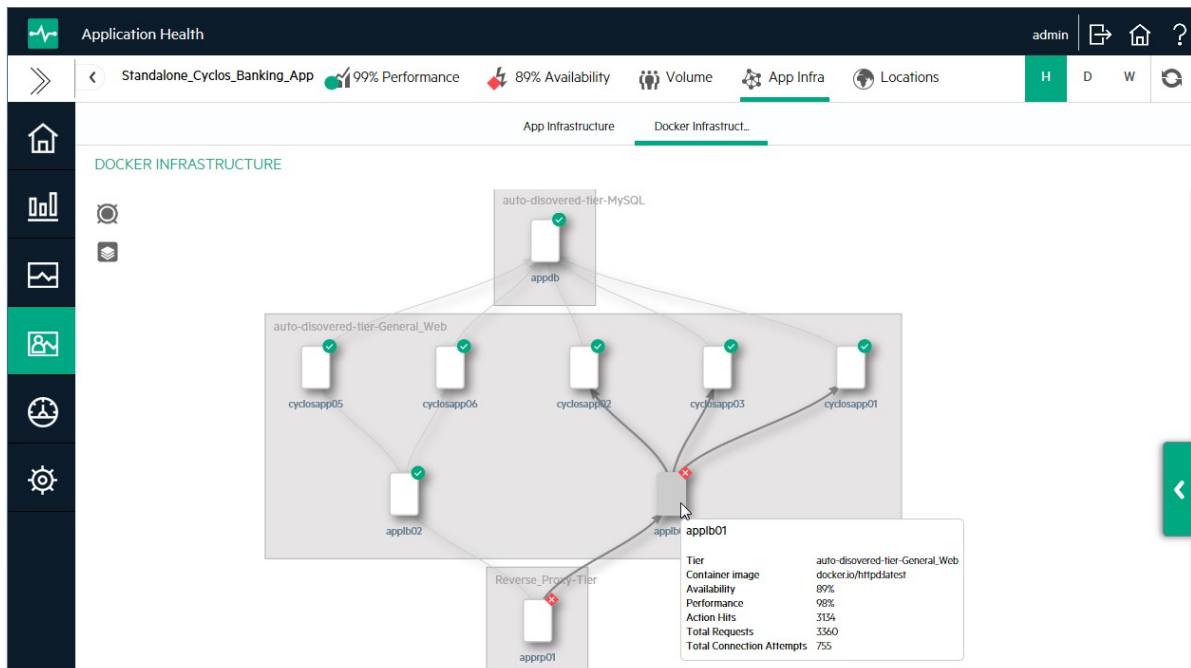 Application Health
admin
?
Standalone_Cyclos_Banking_App
99% Performance
89% Availability
Volume
App Infra
Locations
H
D
W
App Infrastructure
Docker Infrastruct...
DOCKER INFRASTRUCTURE
auto-disovered-tier-MySQL
appdb
auto-disovered-tier-General_Web
cyclosapp05
cyclosapp06
cyclosapp02
cyclosapp03
cyclosapp01
applb02
applb01
Tier auto-disovered-tier-General_Web
Container image docker.io/httpd:latest
Availability 89%
Performance 98%
Action Hits 3134
Total Requests 3360
Total Connection Attempts 755
Reverse_Proxy-Tier
apprp01